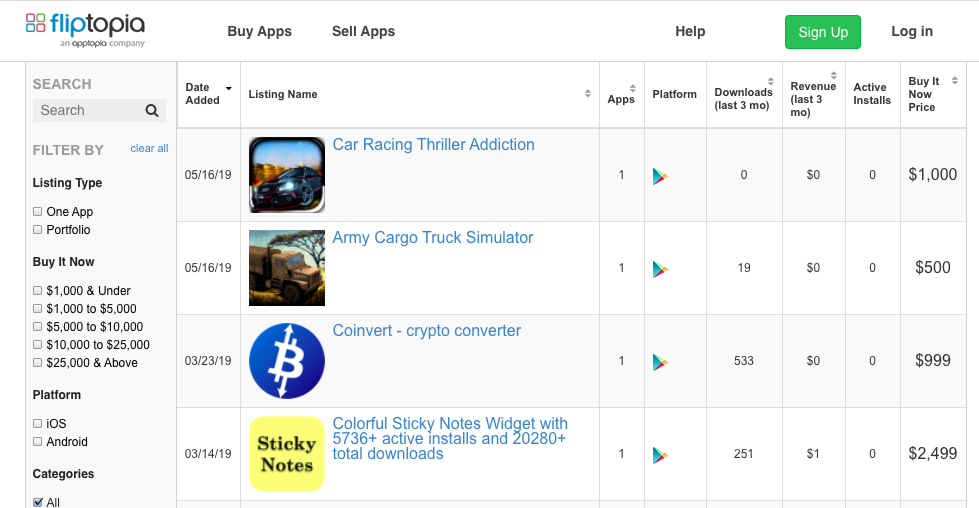 fliptopia
an apptopia company
Buy Apps
Sell Apps
Help
Sign Up
Log in
SEARCH
Search
FILTER BY
clear all
Listing Type
One App
Portfolio
Buy It Now
$1,000 & Under
$1,000 to $5,000
$5,000 to $10,000
$10,000 to $25,000
$25,000 & Above
Platform
iOS
Android
Categories
All
Date
Added
Listing Name
Apps
Platform
Downloads
(last 3 mo)
Revenue
(last 3
mo)
Active
Installs
Buy It
Now
Price
05/16/19
Car Racing Thriller Addiction
1
0
$0
0
$1,000
05/16/19
Army Cargo Truck Simulator
1
19
$0
0
$500
03/23/19
Coinvert - crypto converter
1
533
$0
0
$999
03/14/19
Sticky
Notes
Colorful Sticky Notes Widget with
5736+ active installs and 20280+
total downloads
1
251
$1
0
$2,499